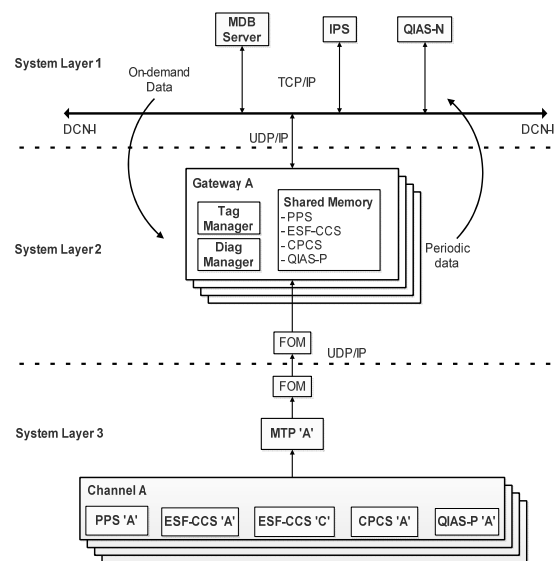 MDB
Server
IPS
QIAS-N
System Layer 1
On-demand
Data
TCP/IP
DCN-I
DCN-I
UDP/IP
Gateway A
Tag
Manager
Diag
Manager
Shared Memory
- PPS
- ESF-CCS
- CPCS
- QIAS-P
System Layer 2
Periodic
data
FOM
UDP/IP
FOM
System Layer 3
MTP 'A'
Channel A
PPS 'A'
ESF-CCS 'A'
ESF-CCS 'C'
CPCS 'A'
QIAS-P 'A'